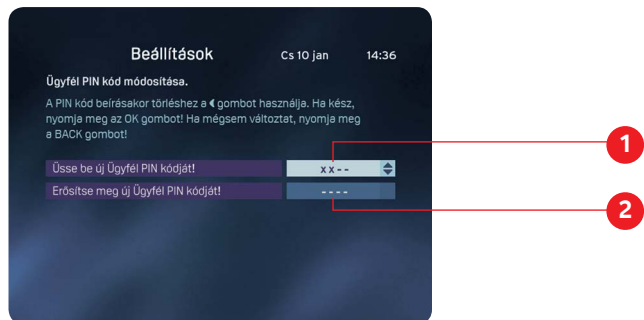 Beállítások Cs 10 jan 14:36
Ügyfél PIN kód módosítása.
A PIN kód beírásakor törléshez a gombot használja. Ha kész,
nyomja meg az OK gombot! Ha mégsem változtat, nyomja meg
a BACK gombot!
Üsse be új Ügyfél PIN kódját! x x - -
1
Erősítse meg új Ügyfél PIN kódját! - - - -
2